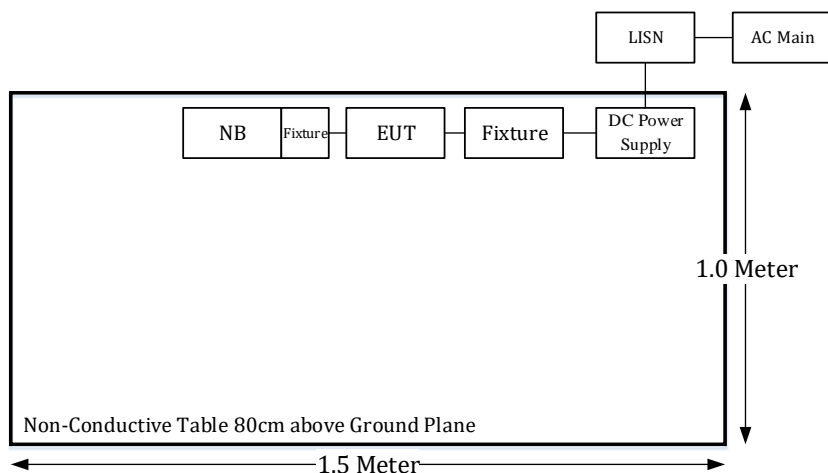 LISN
AC Main
NB
Fixture
EUT
Fixture
DC Power
Supply
1.0 Meter
Non-Conductive Table 80cm above Ground Plane
1.5 Meter